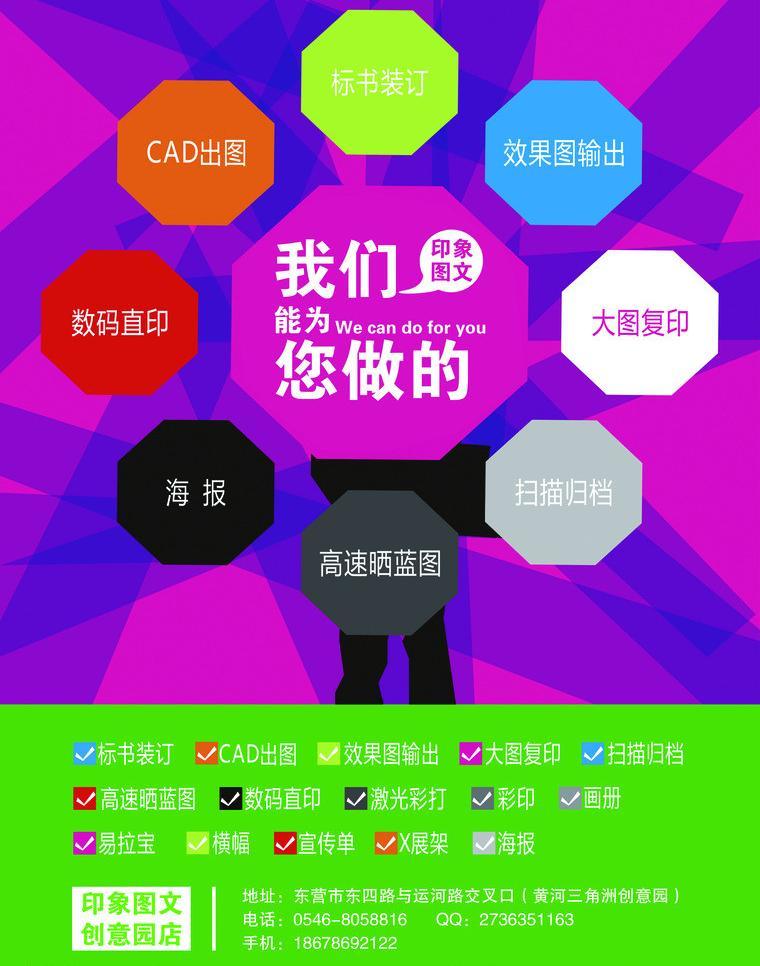 标书装订
CAD出图
效果图输出
我们
印象
图文
能为 We can do for you
您做的
数码直印
大图复印
海 报
扫描归档
高速晒蓝图
标书装订 CAD出图 效果图输出 大图复印 扫描归档
高速晒蓝图 数码直印 激光彩打 彩印 画册
易拉宝 横幅 宣传单 X展架 海报
印象图文
创意园店
地址：东营市东四路与运河路交叉口（黄河三角洲创意园）
电话：0546-8058816 QQ：2736351163
手机：18678692122